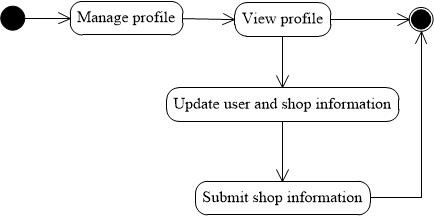 Manage profile
View profile
Update user and shop information
Submit shop information